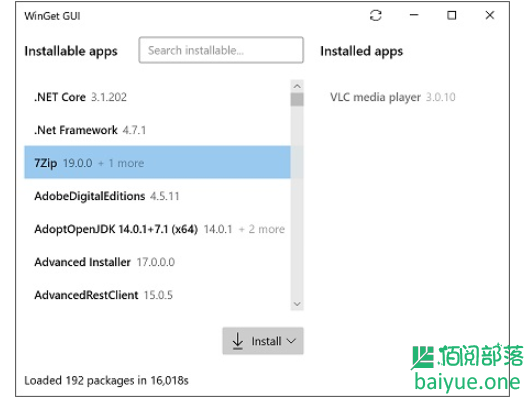 WinGet GUI
Installable apps
Search installable...
Installed apps
.NET Core 3.1.202
VLC media player 3.0.10
.Net Framework 4.7.1
7Zip 19.0.0 + 1 more
AdobeDigitalEditions 4.5.11
AdoptOpenJDK 14.0.1+7.1 (x64) 14.0.1 + 2 more
Advanced Installer 17.0.0.0
AdvancedRestClient 15.0.5
Install
Loaded 192 packages in 16,018s
佰阅部落
baiyue.one